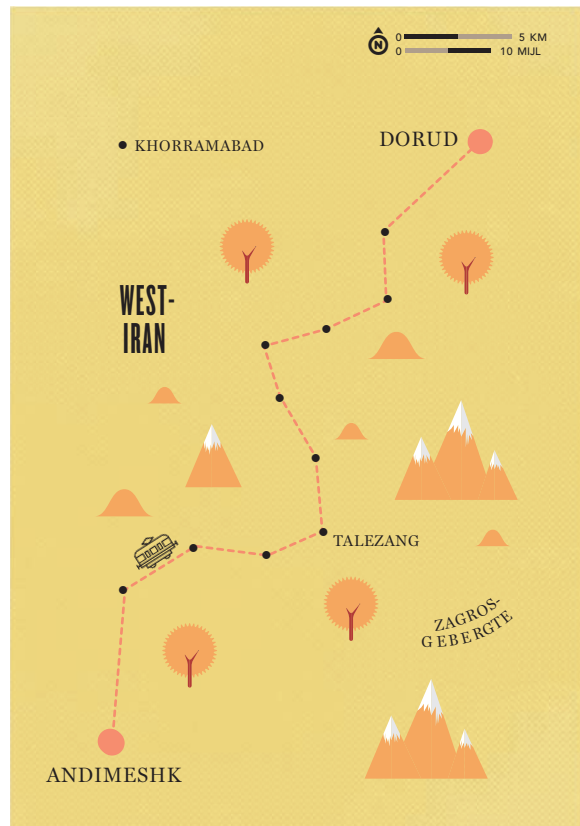 N
0 5 KM
0 10 MIJL
KHORRAMABAD
DORUD
WEST-
IRAN
TALEZANG
ZAGROS-
GEBERGTE
ANDIMESHK